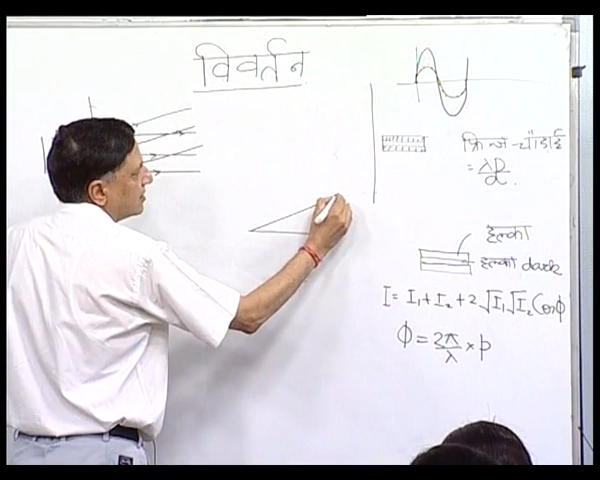 विवर्तन
फ्रिन्ज चौड़ाई
= λD/d.
हल्का
हल्का dark
I = I₁ + I₂ + 2√I₁√I₂ Cosφ
φ = 2π/λ × p